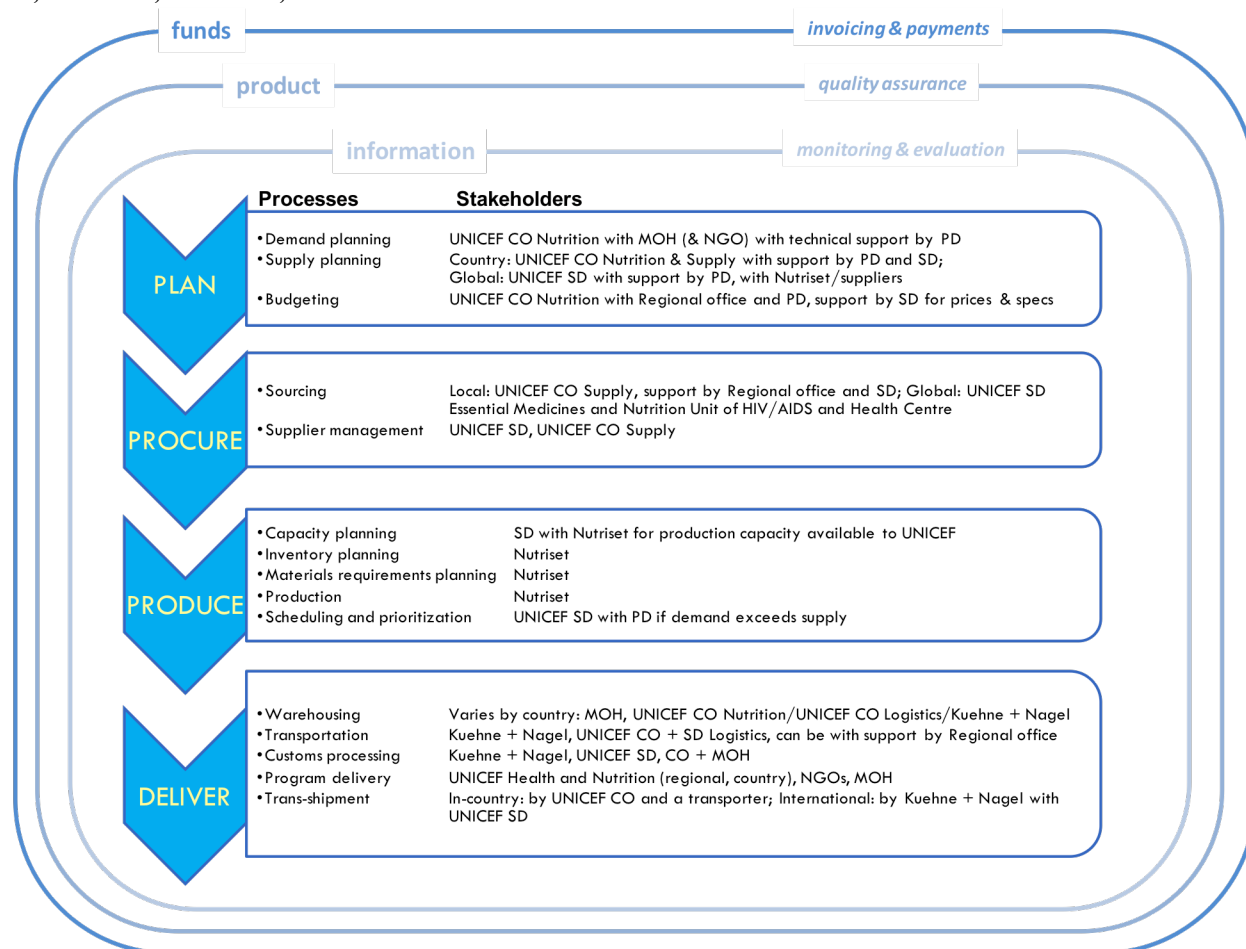 funds
invoicing & payments
product
quality assurance
information
monitoring & evaluation
Processes Stakeholders
PLAN
•Demand planning UNICEF CO Nutrition with MOH (& NGO) with technical support by PD
•Supply planning Country: UNICEF CO Nutrition & Supply with support by PD and SD;
Global: UNICEF SD with support by PD, with Nutriset/suppliers
•Budgeting UNICEF CO Nutrition with Regional office and PD, support by SD for prices & specs
PROCURE
•Sourcing Local: UNICEF CO Supply, support by Regional office and SD; Global: UNICEF SD
Essential Medicines and Nutrition Unit of HIV/AIDS and Health Centre
•Supplier management UNICEF SD, UNICEF CO Supply
PRODUCE
•Capacity planning SD with Nutriset for production capacity available to UNICEF
•Inventory planning Nutriset
•Materials requirements planning Nutriset
•Production Nutriset
•Scheduling and prioritization UNICEF SD with PD if demand exceeds supply
DELIVER
•Warehousing Varies by country: MOH, UNICEF CO Nutrition/UNICEF CO Logistics/Kuehne + Nagel
•Transportation Kuehne + Nagel, UNICEF CO + SD Logistics, can be with support by Regional office
•Customs processing Kuehne + Nagel, UNICEF SD, CO + MOH
•Program delivery UNICEF Health and Nutrition (regional, country), NGOs, MOH
•Trans-shipment In-country: by UNICEF CO and a transporter; International: by Kuehne + Nagel with
UNICEF SD